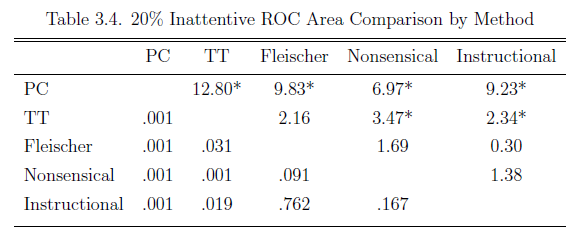 Table 3.4. 20% Inattentive ROC Area Comparison by Method
PC TT Fleischer Nonsensical Instructional
PC 12.80* 9.83* 6.97* 9.23*
TT .001 2.16 3.47* 2.34*
Fleischer .001 .031 1.69 0.30
Nonsensical .001 .001 .091 1.38
Instructional .001 .019 .762 .167